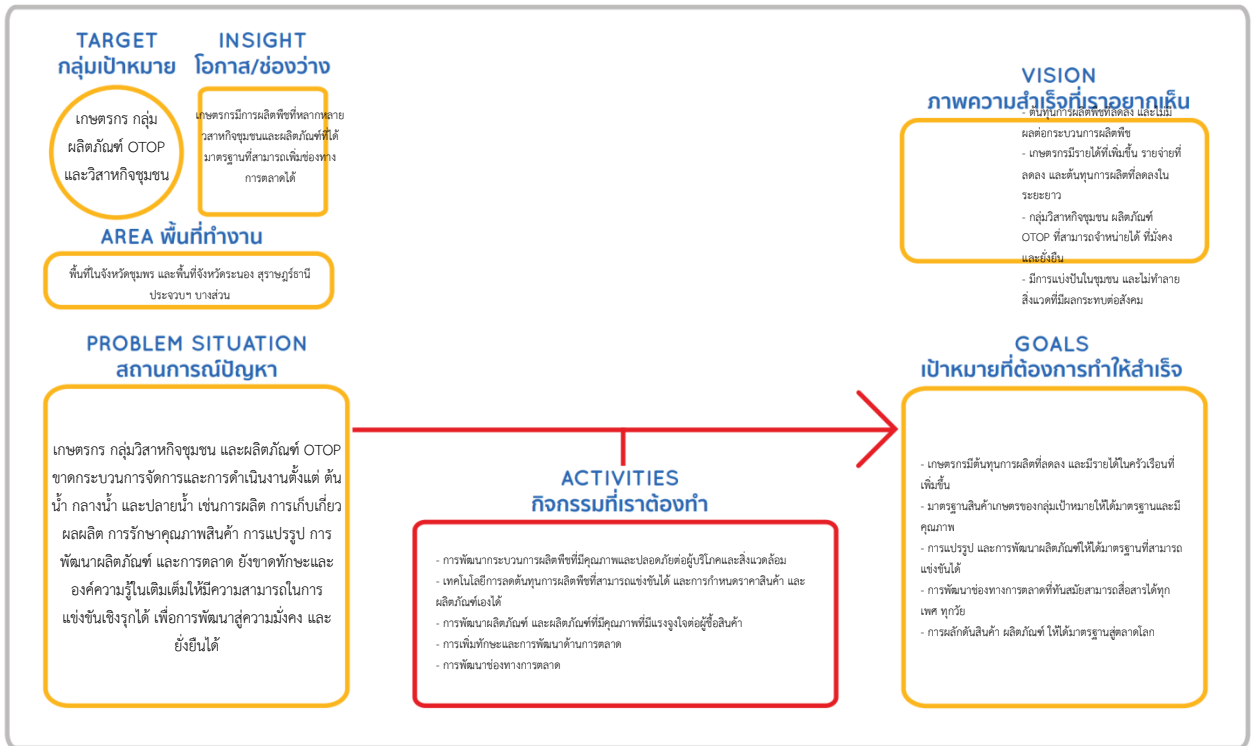 TARGET
กลุ่มเป้าหมาย
เกษตรกร กลุ่ม
ผลิตภัณฑ์ OTOP
และวิสาหกิจชุมชน
INSIGHT
โอกาส/ช่องว่าง
เกษตรกรมีการผลิตพืชที่หลากหลาย
วิสาหกิจชุมชนและผลิตภัณฑ์ที่ได้
มาตรฐานที่สามารถเพิ่มช่องทาง
การตลาดได้
AREA พื้นที่ทำงาน
พื้นที่ในจังหวัดชุมพร และพื้นที่จังหวัดระนอง สุราษฎร์ธานี
ประจวบฯ บางส่วน
PROBLEM SITUATION
สถานการณ์ปัญหา
เกษตรกร กลุ่มวิสาหกิจชุมชน และผลิตภัณฑ์ OTOP
ขาดกระบวนการจัดการและการดำเนินงานตั้งแต่ ต้น
น้ำ กลางน้ำ และปลายน้ำ เช่นการผลิต การเก็บเกี่ยว
ผลผลิต การรักษาคุณภาพสินค้า การแปรรูป การ
พัฒนาผลิตภัณฑ์ และการตลาด ยังขาดทักษะและ
องค์ความรู้ในเติมเต็มให้มีความสามารถในการ
แข่งขันเชิงรุกได้ เพื่อการพัฒนาสู่ความมั่งคง และ
ยั่งยืนได้
ACTIVITIES
กิจกรรมที่เราต้องทำ
- การพัฒนากระบวนการผลิตพืชที่มีคุณภาพและปลอดภัยต่อผู้บริโภคและสิ่งแวดล้อม
- เทคโนโลยีการลดต้นทุนการผลิตพืชที่สามารถแข่งขันได้ และการกำหนดราคาสินค้า และ
ผลิตภัณฑ์เองได้
- การพัฒนาผลิตภัณฑ์ และผลิตภัณฑ์ที่มีคุณภาพที่มีแรงจูงใจต่อผู้ซื้อสินค้า
- การเพิ่มทักษะและการพัฒนาด้านการตลาด
- การพัฒนาช่องทางการตลาด
VISION
ภาพความสำเร็จที่เราอยากเห็น
- ต้นทุนการผลิตพืชที่ลดลง และไม่มี
ผลต่อกระบวนการผลิตพืช
- เกษตรกรมีรายได้ที่เพิ่มขึ้น รายจ่ายที่
ลดลง และต้นทุนการผลิตที่ลดลงใน
ระยะยาว
- กลุ่มวิสาหกิจชุมชน ผลิตภัณฑ์
OTOP ที่สามารถจำหน่ายได้ ที่มั่งคง
และยั่งยืน
- มีการแบ่งปันในชุมชน และไม่ทำลาย
สิ่งแวดที่มีผลกระทบต่อสังคม
GOALS
เป้าหมายที่ต้องการทำให้สำเร็จ
- เกษตรกรมีต้นทุนการผลิตที่ลดลง และมีรายได้ในครัวเรือนที่
เพิ่มขึ้น
- มาตรฐานสินค้าเกษตรของกลุ่มเป้าหมายให้ได้มาตรฐานและมี
คุณภาพ
- การแปรรูป และการพัฒนาผลิตภัณฑ์ให้ได้มาตรฐานที่สามารถ
แข่งขันได้
- การพัฒนาช่องทางการตลาดที่ทันสมัยสามารถสื่อสารได้ทุก
เพศ ทุกวัย
- การผลักดันสินค้า ผลิตภัณฑ์ ให้ได้มาตรฐานสู่ตลาดโลก